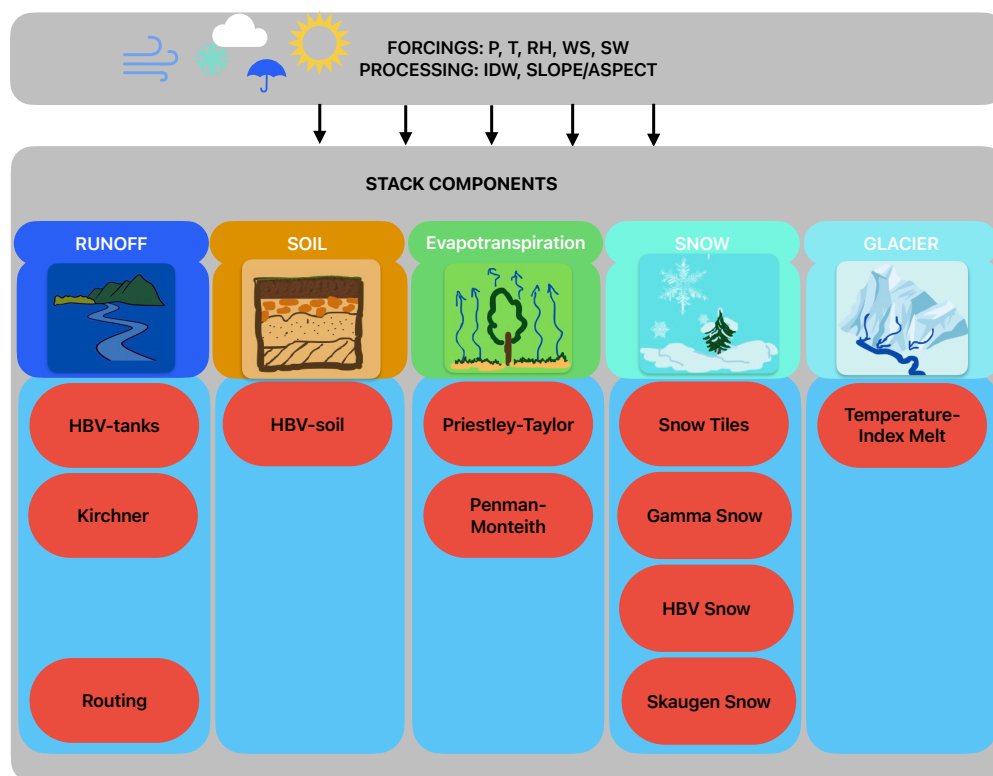 FORCINGS: P, T, RH, WS, SW
PROCESSING: IDW, SLOPE/ASPECT
STACK COMPONENTS
RUNOFF
SOIL
Evapotranspiration
SNOW
GLACIER
HBV-tanks
HBV-soil
Priestley-Taylor
Snow Tiles
Temperature-
Index Melt
Kirchner
Penman-
Monteith
Gamma Snow
HBV Snow
Routing
Skaugen Snow